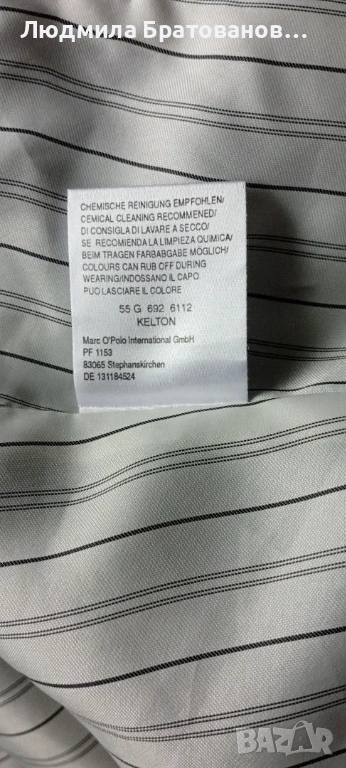 Людмила Братованов...
CHEMISCHE REINIGUNG EMPFOHLEN/
CEMICAL CLEANING RECOMMENED/
DI CONSIGLIA DI LAVARE A SECCO/
SE RECOMIENDA LA LIMPIEZA QUIMICA/
BEIM TRAGEN FARBABGABE MÖGLICH/
COLOURS CAN RUB OFF DURING
WEARING/INDOSSANO IL CAPO
PUO LASCIARE IL COLORE
55 G 692 6112
KELTON
Marc O'Polo International GmbH
PF 1153
83065 Stephanskirchen
DE 131184524
BAZAR